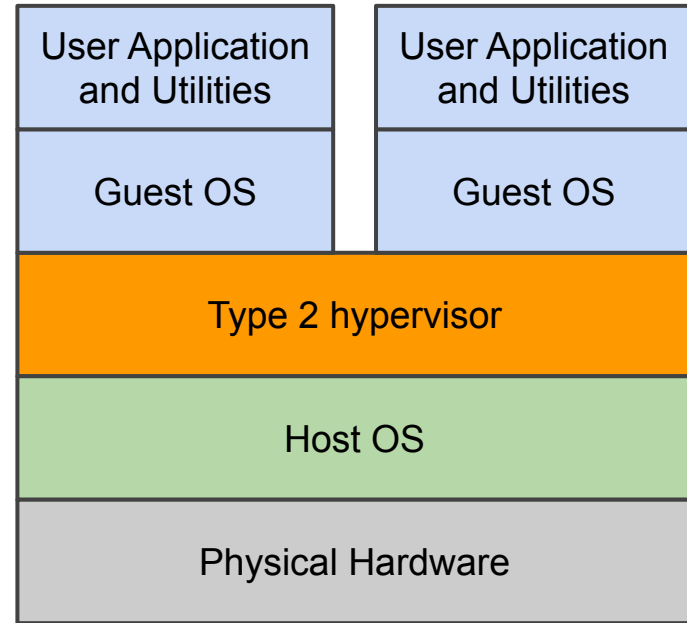 User Application
and Utilities
User Application
and Utilities
Guest OS
Guest OS
Type 2 hypervisor
Host OS
Physical Hardware